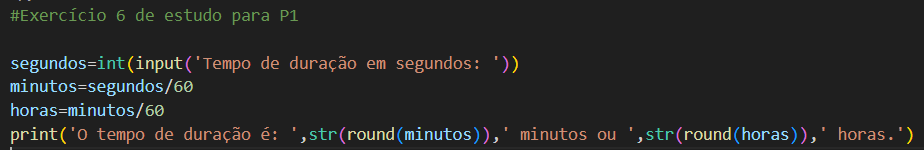 #Exercício 6 de estudo para P1
segundos=int(input('Tempo de duração em segundos: '))
minutos=segundos/60
horas=minutos/60
print('O tempo de duração é: ',str(round(minutos)),' minutos ou ',str(round(horas)),' horas.')